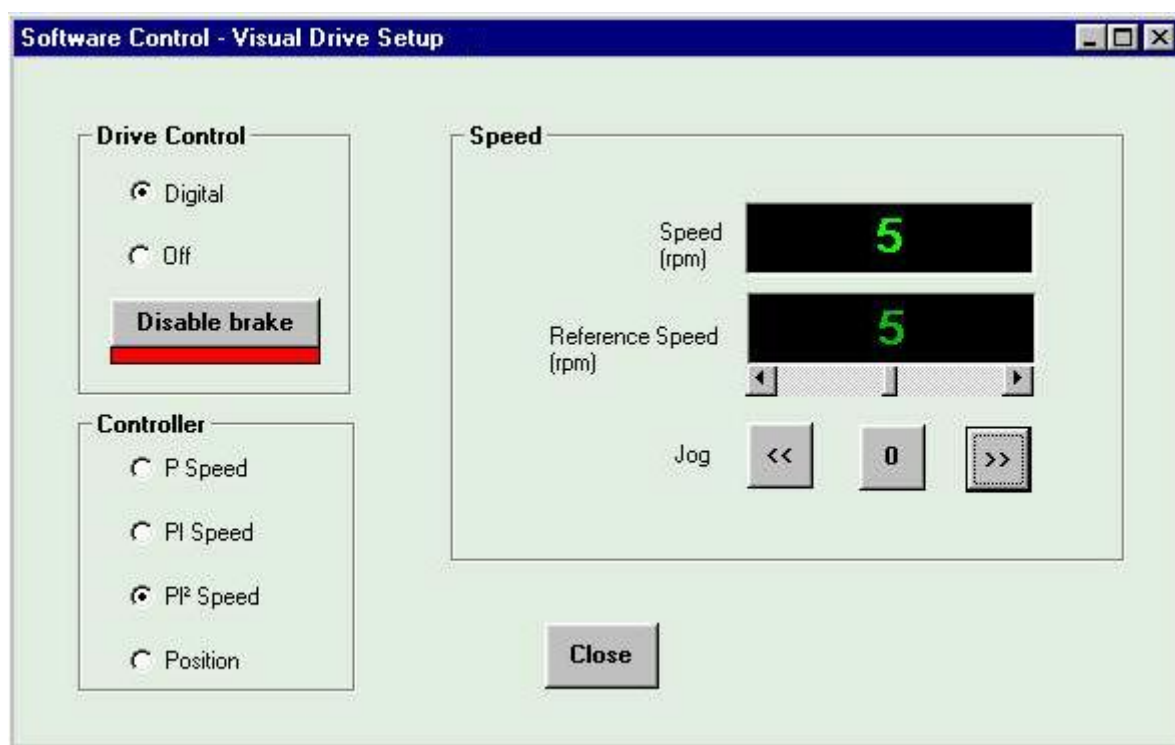 Software Control - Visual Drive Setup
Drive Control
Digital
Off
Disable brake
Controller
P Speed
PI Speed
PI² Speed
Position
Speed
Speed
(rpm)
5
Reference Speed
(rpm)
5
Jog
<<
0
>>
Close